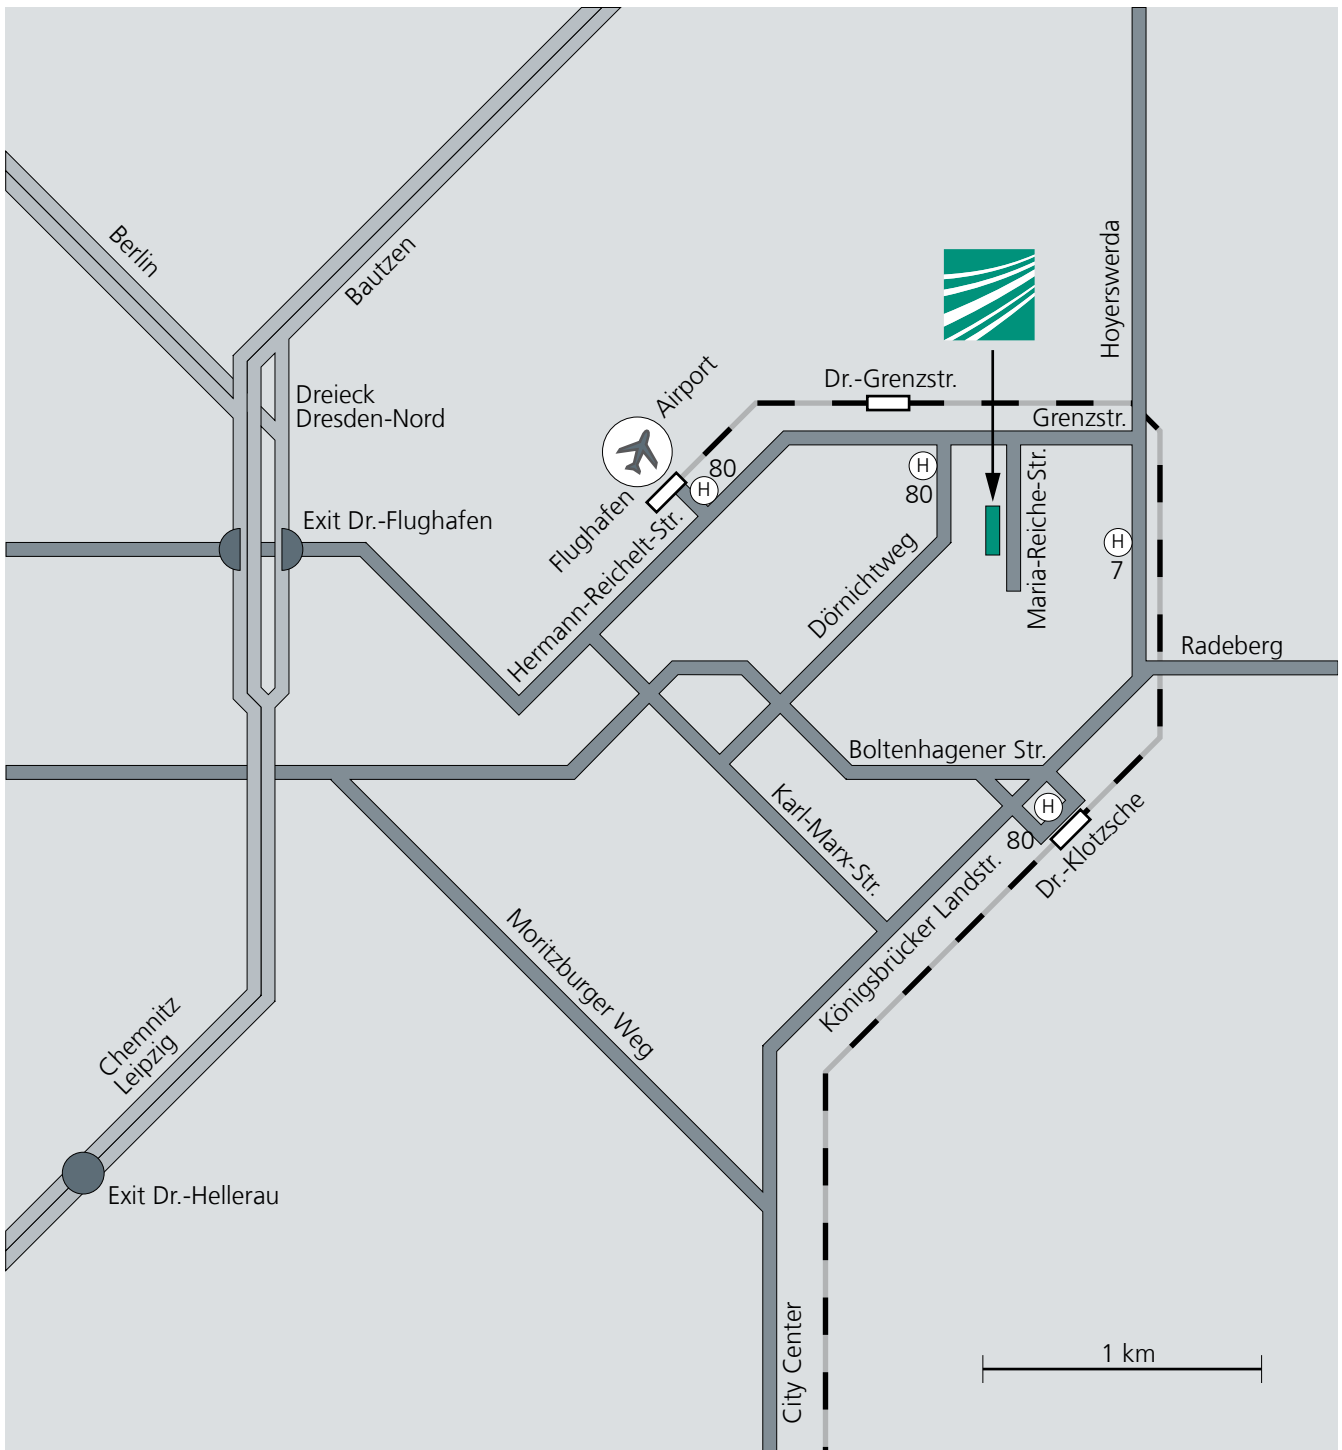 Berlin
Bautzen
Hoyerswerda
Dreieck
Dresden-Nord
Airport
Dr.-Grenzstr.
Grenzstr.
Flughafen
H
80
H
80
Exit Dr.-Flughafen
Hermann-Reichelt-Str.
Dörnichtweg
Maria-Reiche-Str.
H
7
Radeberg
Boltenhagener Str.
Karl-Marx-Str.
H
80
Dr.-Klotzsche
Königsbrücker Landstr.
Moritzburger Weg
Chemnitz
Leipzig
Exit Dr.-Hellerau
City Center
1 km